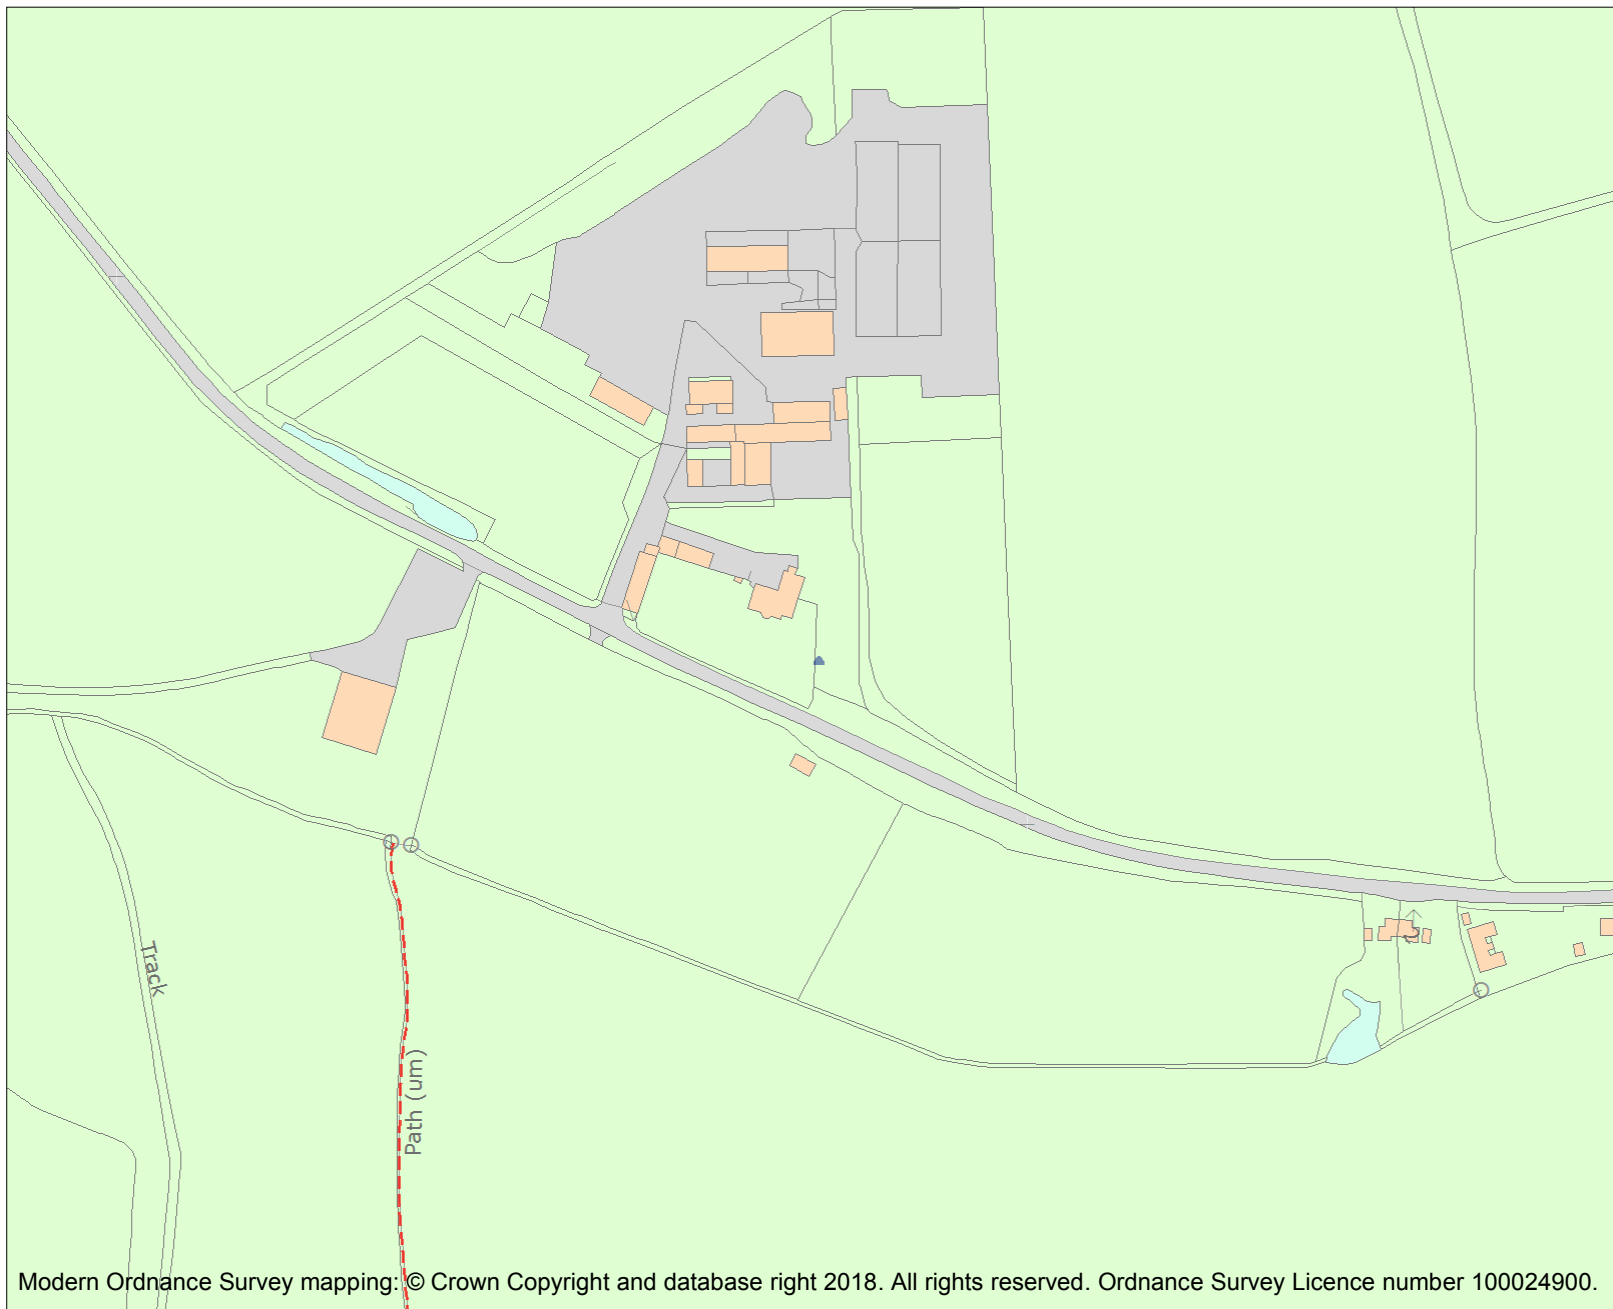 Track
Path (um)
Modern Ordnance Survey mapping: © Crown Copyright and database right 2018. All rights reserved. Ordnance Survey Licence number 100024900.